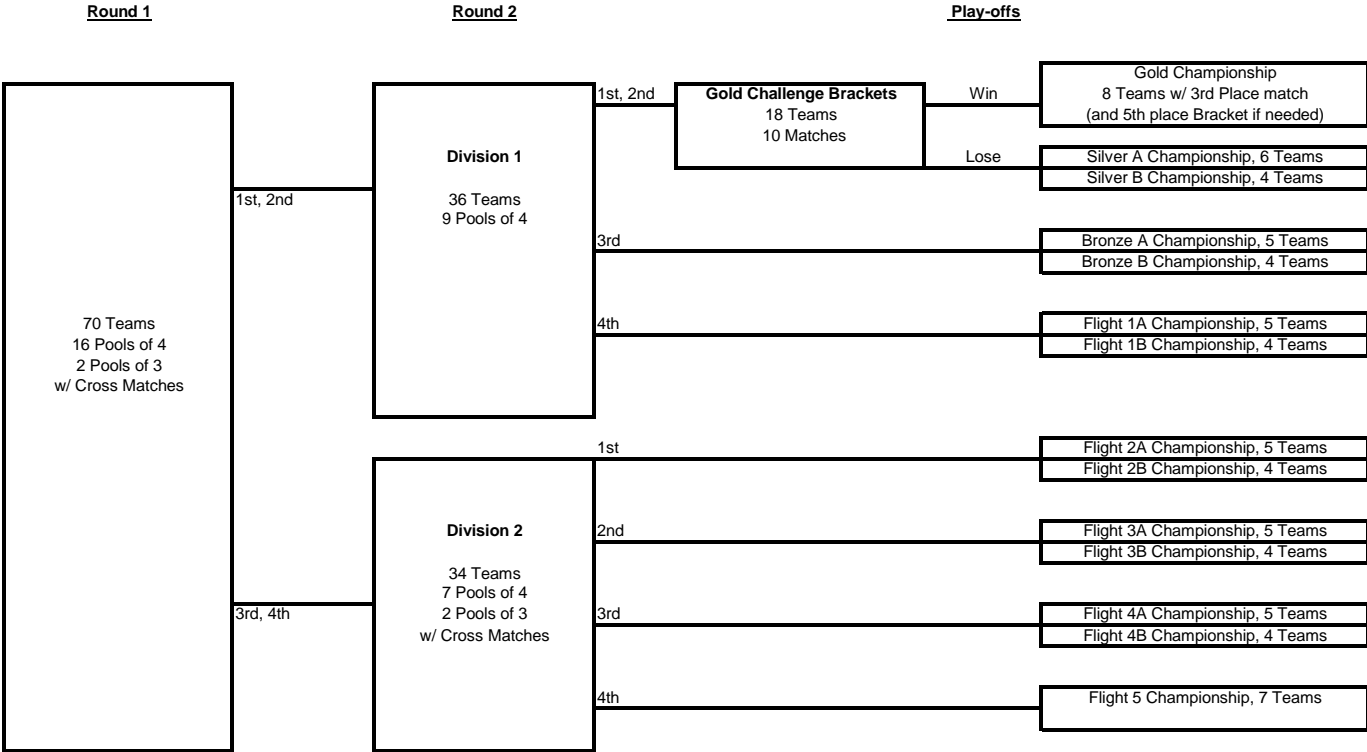 Round 1
Round 2
Play-offs
1st, 2nd
Gold Challenge Brackets
18 Teams
10 Matches
Win
Lose
Gold Championship
8 Teams w/ 3rd Place match
(and 5th place Bracket if needed)
Silver A Championship, 6 Teams
Silver B Championship, 4 Teams
Division 1
36 Teams
9 Pools of 4
1st, 2nd
3rd
Bronze A Championship, 5 Teams
Bronze B Championship, 4 Teams
70 Teams
16 Pools of 4
2 Pools of 3
w/ Cross Matches
4th
Flight 1A Championship, 5 Teams
Flight 1B Championship, 4 Teams
1st
Flight 2A Championship, 5 Teams
Flight 2B Championship, 4 Teams
Division 2
34 Teams
7 Pools of 4
2 Pools of 3
w/ Cross Matches
2nd
Flight 3A Championship, 5 Teams
Flight 3B Championship, 4 Teams
3rd, 4th
3rd
Flight 4A Championship, 5 Teams
Flight 4B Championship, 4 Teams
4th
Flight 5 Championship, 7 Teams